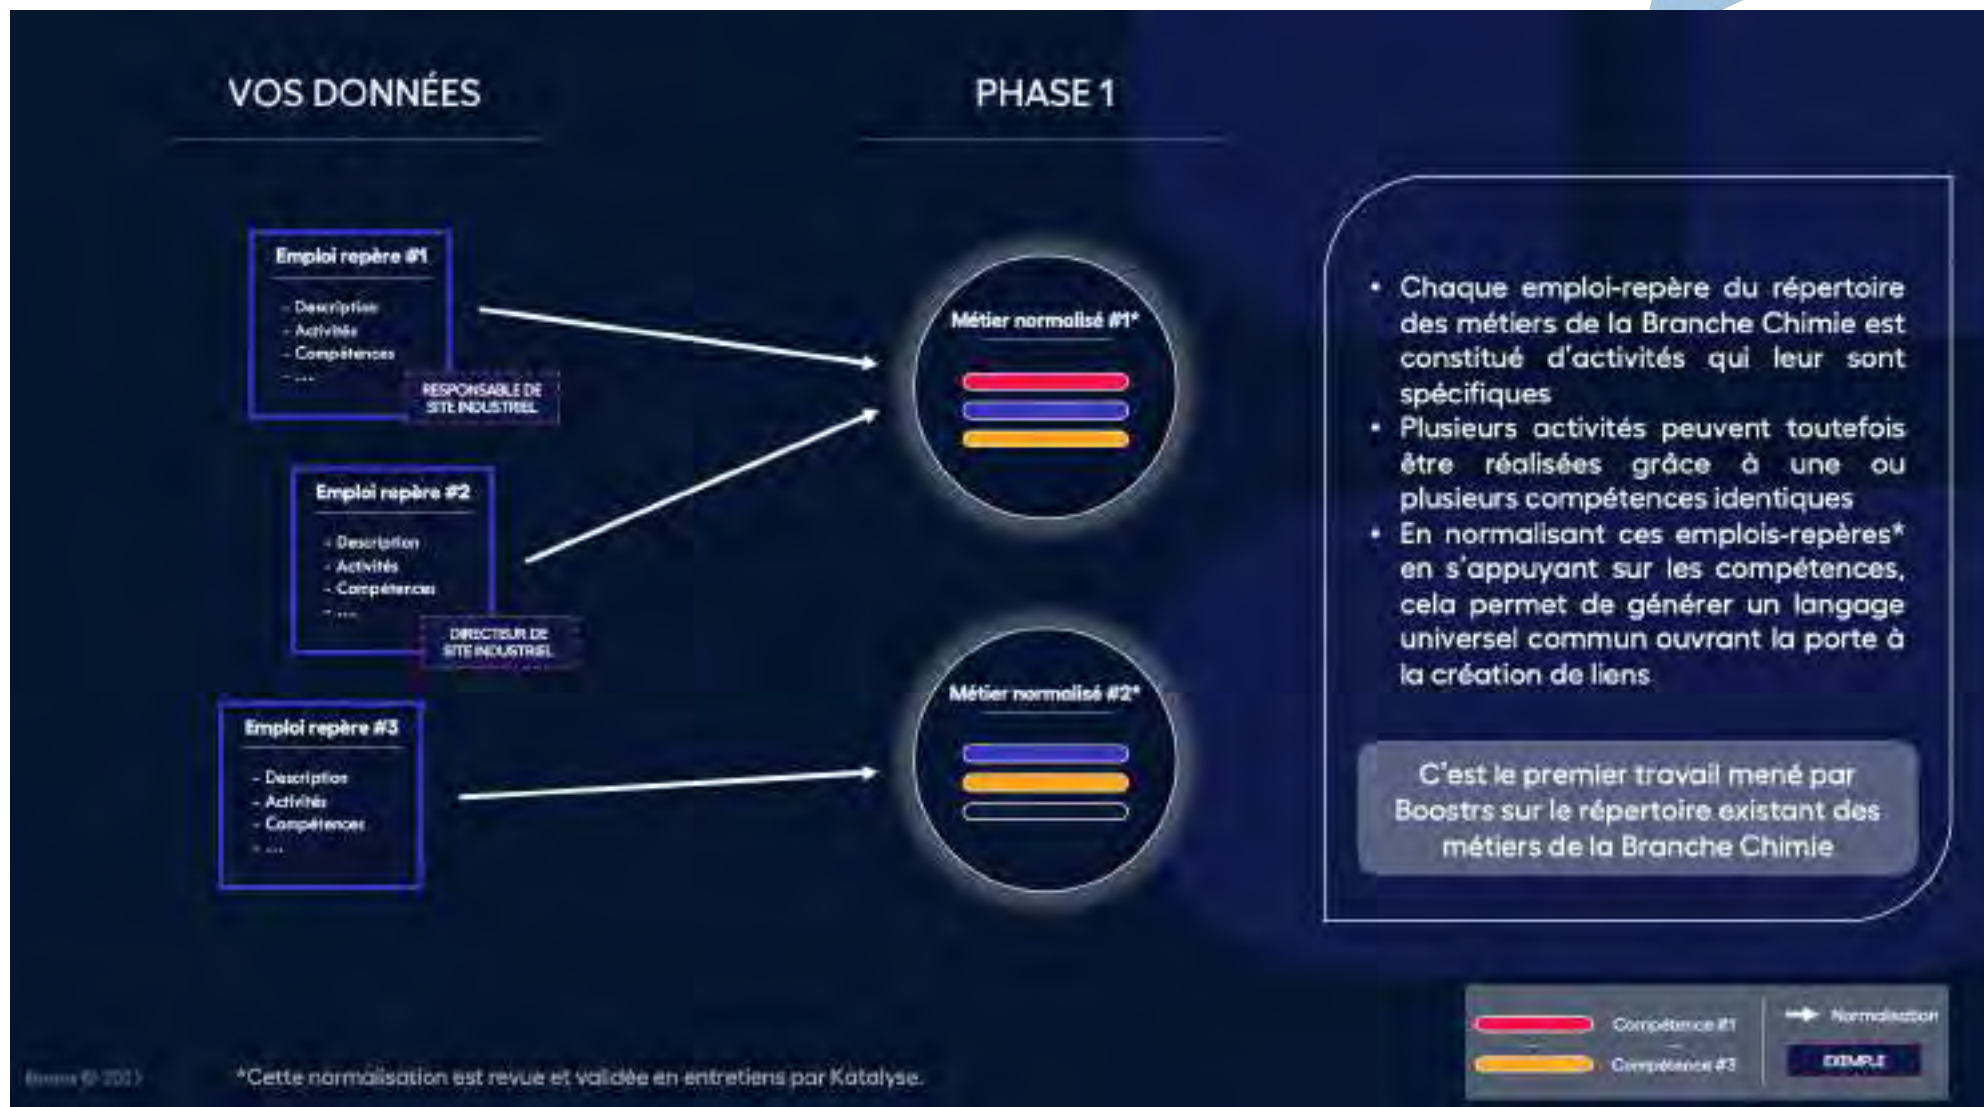 VOS DONNÉES
PHASE 1
Emploi repère #1
- Description
- Activités
- Compétences
- ...
RESPONSABLE DE
SITE INDUSTRIEL
Emploi repère #2
- Description
- Activités
- Compétences
- ...
DIRECTEUR DE
SITE INDUSTRIEL
Emploi repère #3
- Description
- Activités
- Compétences
- ...
Métier normalisé #1*
Métier normalisé #2*
• Chaque emploi-repère du répertoire
des métiers de la Branche Chimie est
constitué d'activités qui leur sont
spécifiques
• Plusieurs activités peuvent toutefois
être réalisées grâce à une ou
plusieurs compétences identiques
• En normalisant ces emplois-repères*
en s'appuyant sur les compétences,
cela permet de générer un langage
universel commun ouvrant la porte à
la création de liens
C'est le premier travail mené par
Boostrs sur le répertoire existant des
métiers de la Branche Chimie
Compétence #1
...
Compétence #3
Normalisation
EXEMPLE
*Cette normalisation est revue et validée en entretiens par Katalyse.